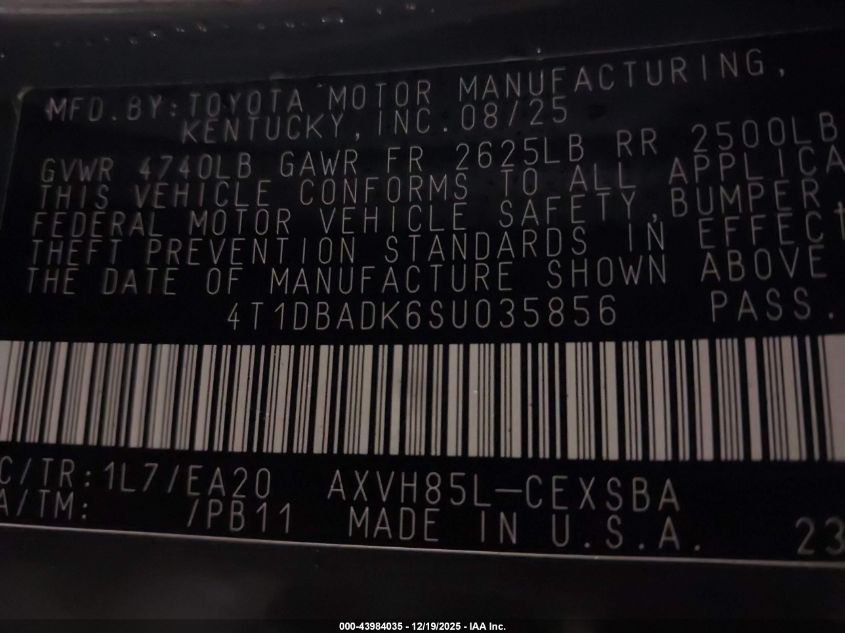 MFD.BY:TOYOTA MOTOR MANUFACTURING,
KENTUCKY,INC.08/25
GVWR 4740LB GAWR FR 2625LB RR 2500LB
THIS VEHICLE CONFORMS TO ALL APPLICA
FEDERAL MOTOR VEHICLE SAFETY,BUMPER,
THEFT PREVENTION STANDARDS IN EFFECT
THE DATE OF MANUFACTURE SHOWN ABOVE
4T1DBADK6SU035856 PASS.
C/TR:1L7/EA20 AXVH85L-CEXSBA
A/TM: /PB11 MADE IN U.S.A. 23
000-43984035 - 12/19/2025 - IAA Inc.